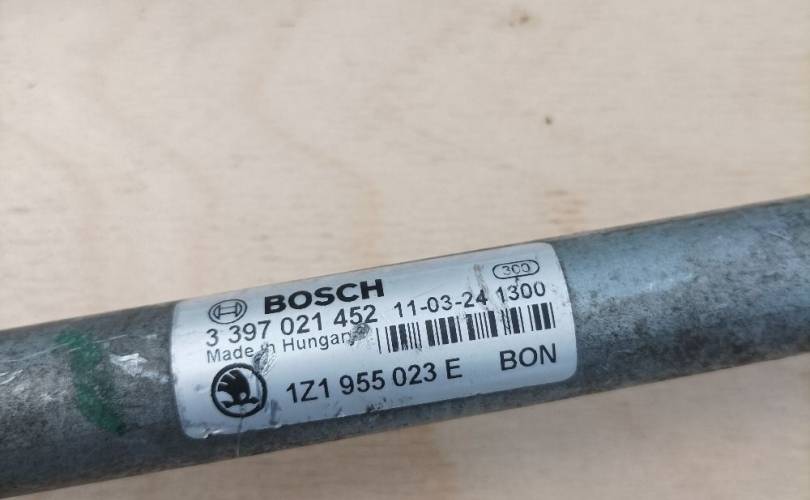 BOSCH
300
3 397 021 452 11-03-24 1300
Made in Hungary
1Z1 955 023 E BON